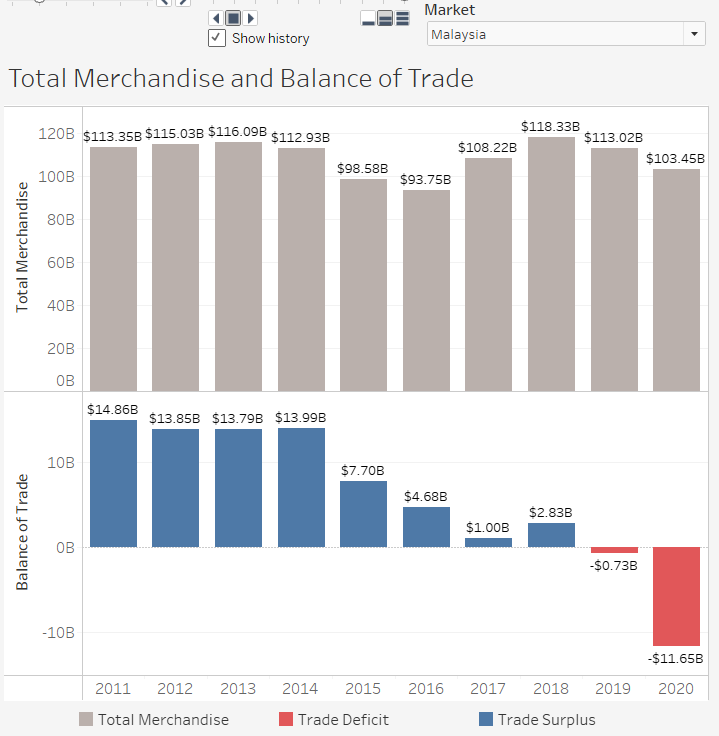 Market
Malaysia
Show history
Total Merchandise and Balance of Trade
Total Merchandise
120B
100B
80B
60B
40B
20B
0B
$113.35B $115.03B $116.09B $112.93B $98.58B $93.75B $108.22B $118.33B $113.02B $103.45B
Balance of Trade
10B
0B
-10B
$14.86B $13.85B $13.79B $13.99B $7.70B $4.68B $1.00B $2.83B -$0.73B -$11.65B
2011 2012 2013 2014 2015 2016 2017 2018 2019 2020
Total Merchandise Trade Deficit Trade Surplus